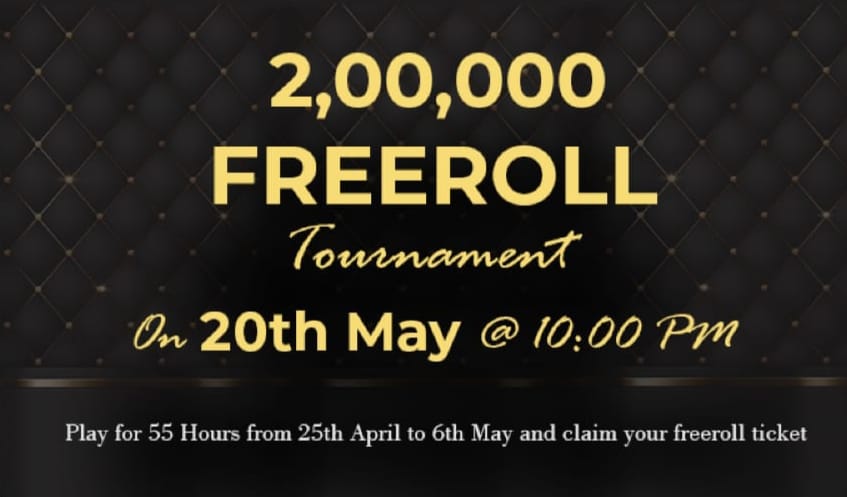 2,00,000
FREEROLL
Tournament
On 20th May @ 10:00 PM
Play for 55 Hours from 25th April to 6th May and claim your freeroll ticket